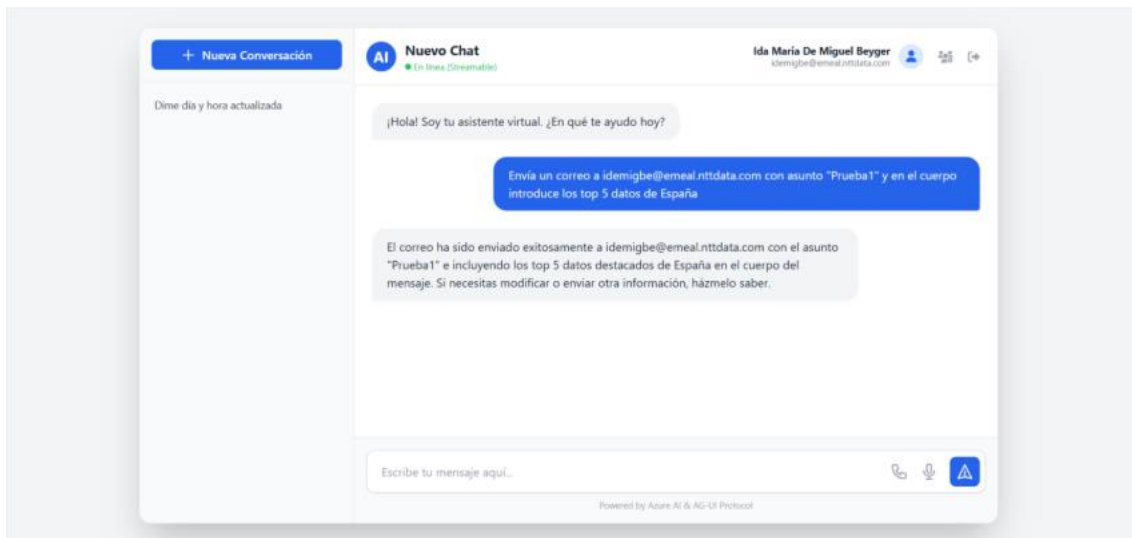 + Nueva Conversación
Dime día y hora actualizada
AI
Nuevo Chat
En línea (Streamable)
Ida Maria De Miguel Beyger
idemigbe@emeal.nttdata.com
¡Hola! Soy tu asistente virtual. ¿En qué te ayudo hoy?
Envía un correo a idemigbe@emeal.nttdata.com con asunto "Prueba1" y en el cuerpo
introduce los top 5 datos de España
El correo ha sido enviado exitosamente a idemigbe@emeal.nttdata.com con el asunto
"Prueba1" e incluyendo los top 5 datos destacados de España en el cuerpo del
mensaje. Si necesitas modificar o enviar otra información, házmelo saber.
Escribe tu mensaje aquí...
Powered by Azure AI & AG-UI Protocol